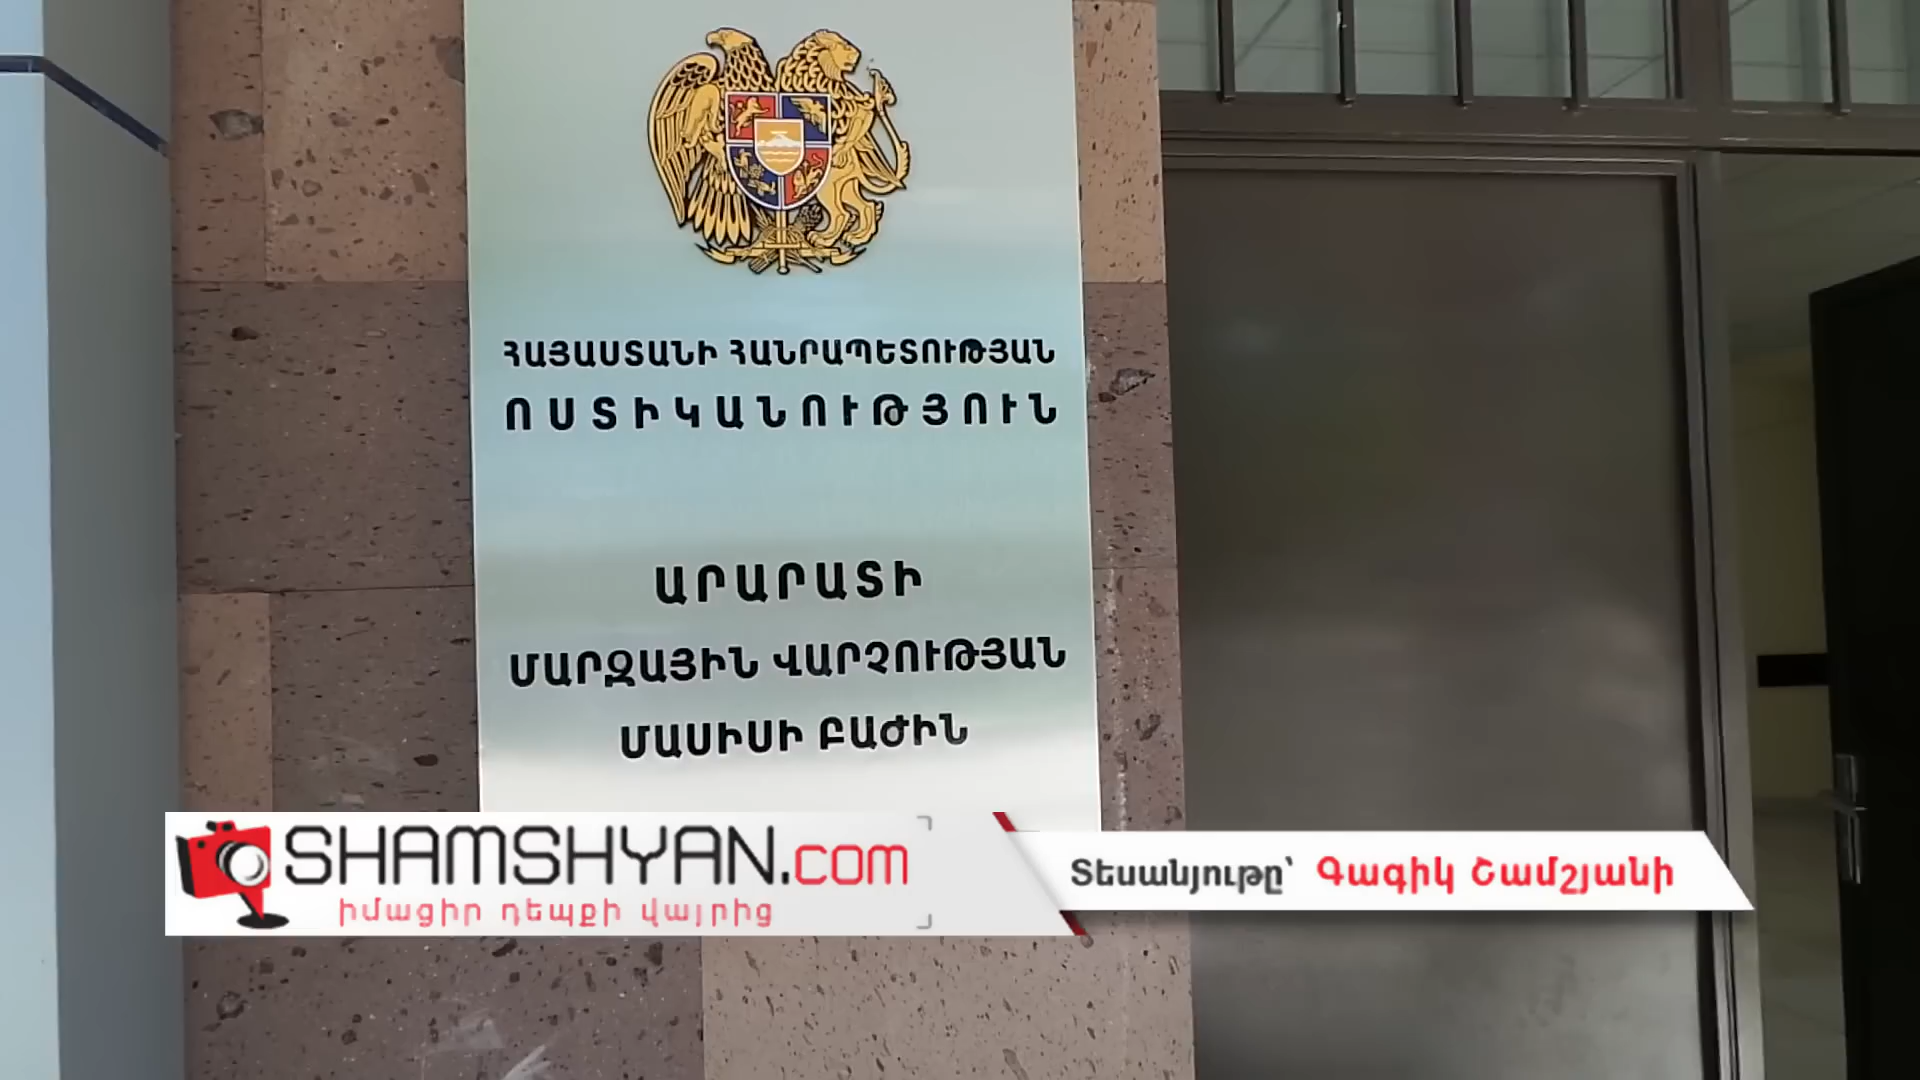 ՀԱՅԱՍՏԱՆԻ ՀԱՆՐԱՊԵՏՈՒԹՅԱՆ
ՈՍՏԻԿԱՆՈՒԹՅՈՒՆ
ԱՐԱՐԱՏԻ
ՄԱՐԶԱՅԻՆ ՎԱՐՉՈՒԹՅԱՆ
ՄԱՍԻՍԻ ԲԱԺԻՆ
SHAMSHYAN.com
իմացիր դեպքի վայրից
Տեսանյութը՝ Գագիկ Շամշյանի